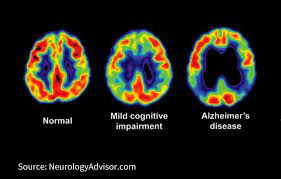 Normal
Mild cognitive
impairment
Alzheimer's
disease
Source: NeurologyAdvisor.com